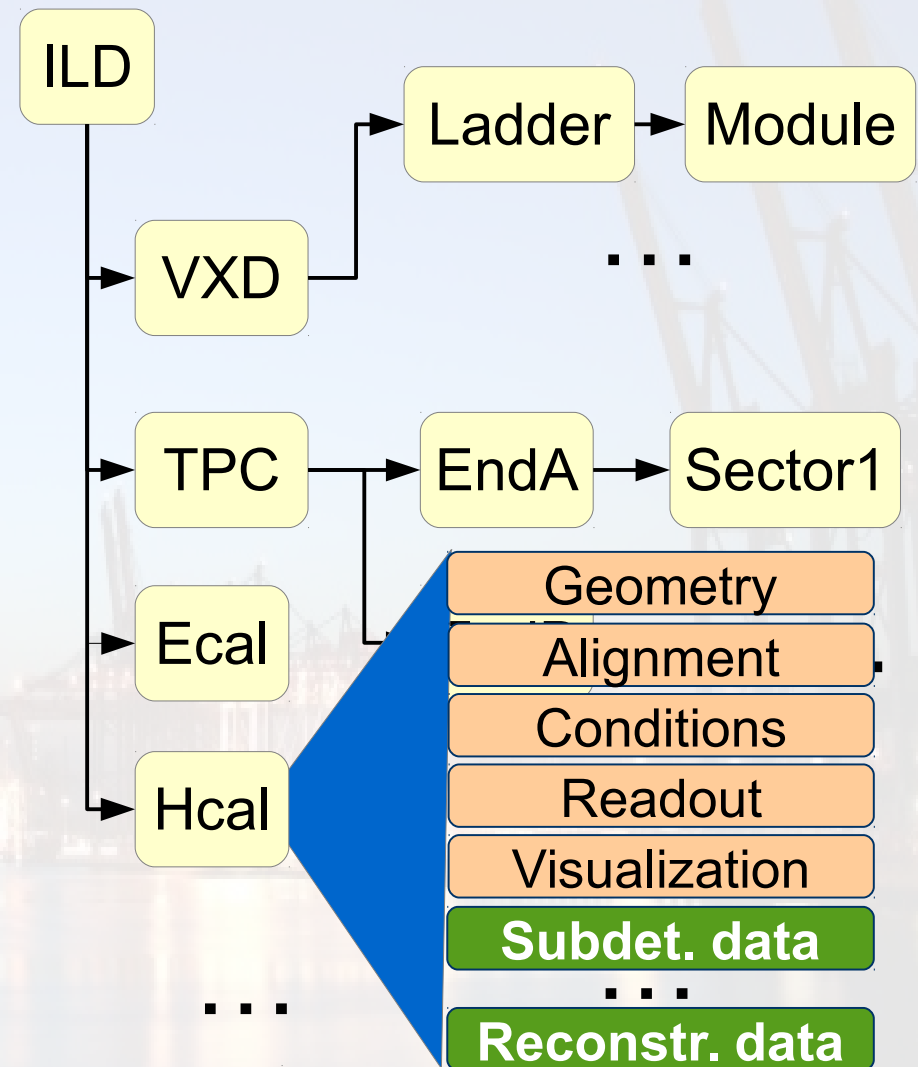 ILD
Ladder
Module
...
VXD
TPC
EndA
Sector1
Geometry
Ecal
Alignment
Conditions
Hcal
Readout
Visualization
Subdet. data
...
...
Reconstr. data